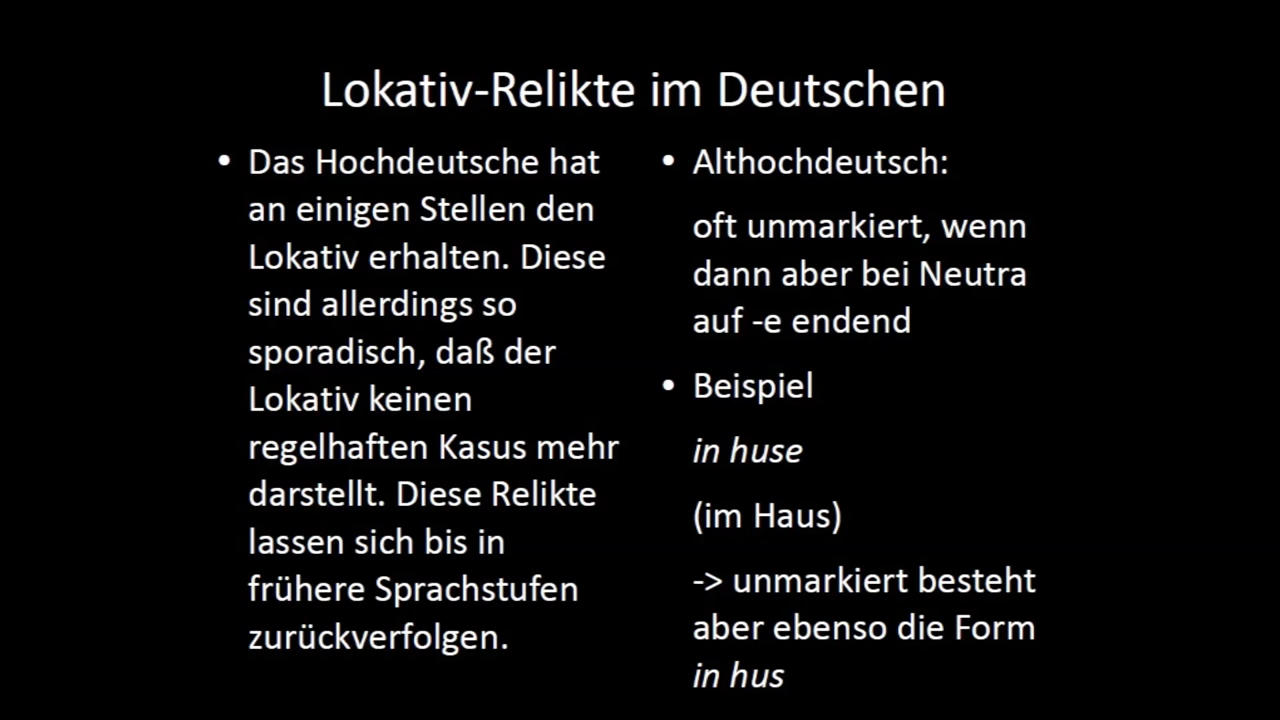 Lokativ-Relikte im Deutschen
• Das Hochdeutsche hat
an einigen Stellen den
Lokativ erhalten. Diese
sind allerdings so
sporadisch, daß der
Lokativ keinen
regelhaften Kasus mehr
darstellt. Diese Relikte
lassen sich bis in
frühere Sprachstufen
zurückverfolgen.
• Althochdeutsch:
oft unmarkiert, wenn
dann aber bei Neutra
auf -e endend
• Beispiel
in huse
(im Haus)
-> unmarkiert besteht
aber ebenso die Form
in hus